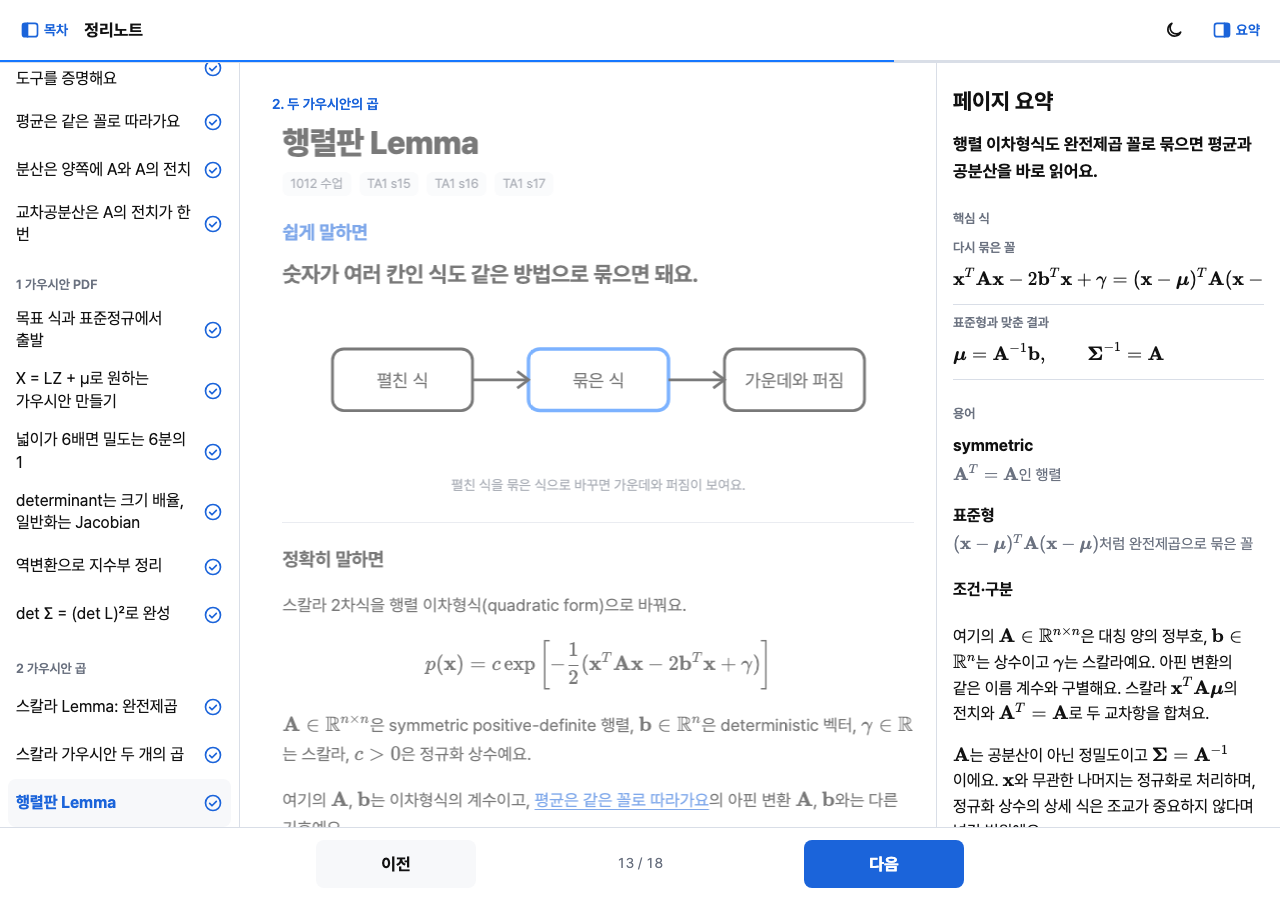 목차 정리노트 요약
도구를 증명해요
평균은 같은 꼴로 따라가요
분산은 양쪽에 A와 A의 전치
교차공분산은 A의 전치가 한
번
1 가우시안 PDF
목표 식과 표준정규에서
출발
X = LZ + μ로 원하는
가우시안 만들기
넓이가 6배면 밀도는 6분의
1
determinant는 크기 배율,
일반화는 Jacobian
역변환으로 지수부 정리
det Σ = (det L)²로 완성
2 가우시안 곱
스칼라 Lemma: 완전제곱
스칼라 가우시안 두 개의 곱
행렬판 Lemma
2. 두 가우시안의 곱
행렬판 Lemma
1012 수업 TA1 s15 TA1 s16 TA1 s17
쉽게 말하면
숫자가 여러 칸인 식도 같은 방법으로 묶으면 돼요.
펼친 식 묶은 식 가운데와 퍼짐
펼친 식을 묶은 식으로 바꾸면 가운데와 퍼짐이 보여요.
정확히 말하면
스칼라 2차식을 행렬 이차형식(quadratic form)으로 바꿔요.
p(x) = c exp [−1/2(xᵀAx − 2bᵀx + γ)]
A ∈ ℝⁿˣⁿ은 symmetric positive-definite 행렬, b ∈ ℝⁿ은 deterministic 벡터, γ ∈ ℝ
는 스칼라, c > 0은 정규화 상수예요.
여기의 A, b는 이차형식의 계수이고, 평균은 같은 꼴로 따라가요의 아핀 변환 A, b와는 다른
페이지 요약
행렬 이차형식도 완전제곱 꼴로 묶으면 평균과
공분산을 바로 읽어요.
핵심 식
다시 묶은 꼴
xᵀAx − 2bᵀx + γ = (x − μ)ᵀA(x −
표준형과 맞춘 결과
μ = A⁻¹b, Σ⁻¹ = A
용어
symmetric
Aᵀ = A인 행렬
표준형
(x − μ)ᵀA(x − μ)처럼 완전제곱으로 묶은 꼴
조건·구분
여기의 A ∈ ℝⁿˣⁿ은 대칭 양의 정부호, b ∈
ℝⁿ는 상수이고 γ는 스칼라예요. 아핀 변환의
같은 이름 계수와 구별해요. 스칼라 xᵀAμ의
전치와 Aᵀ = A로 두 교차항을 합쳐요.
A는 공분산이 아닌 정밀도이고 Σ = A⁻¹
이에요. x와 무관한 나머지는 정규화로 처리하며,
정규화 상수의 상세 식은 조교가 중요하지 않다며
이전 13 / 18 다음